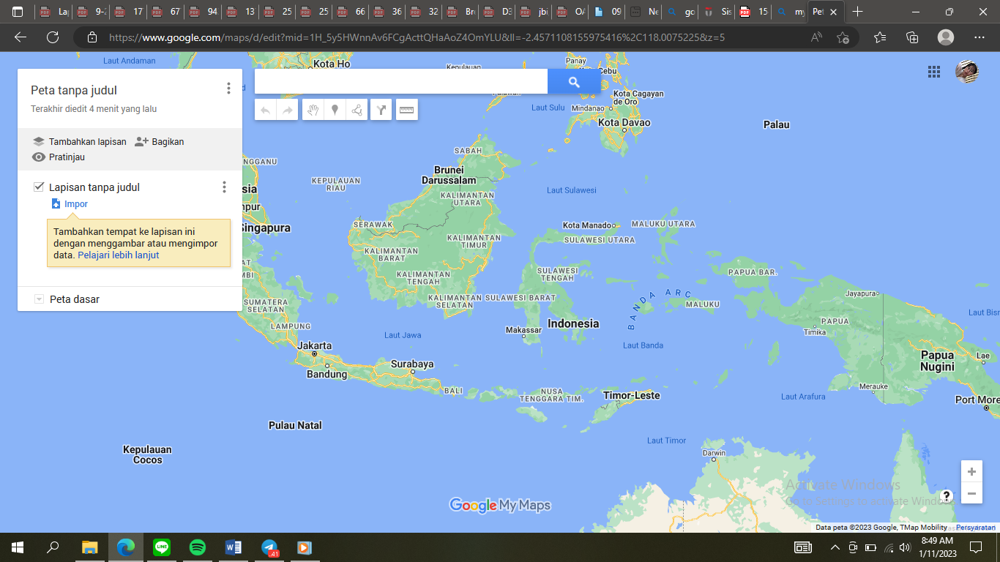 La
9-
17
67
94
13
25
25
66
36
32
Br
D3
jbi
OA
09
Ne
go
Sis
15
my
Pet
https://www.google.com/maps/d/edit?mid=1H_5y5HWnnAv6FCgActtQHaAoZ4OmYLU&ll=-2.4571108155975416%2C118.0075225&z=5
Peta tanpa judul
Terakhir diedit 4 menit yang lalu
Tambahkan lapisan
Bagikan
Pratinjau
Lapisan tanpa judul
Impor
Tambahkan tempat ke lapisan ini
dengan menggambar atau mengimpor
data. Pelajari lebih lanjut
Peta dasar
Laut Andaman
Kota Ho
Kepulauan
Panay
Cebu
Kota Cagayan
de Oro
Laut Sulu
Mindanao
Kota Davao
Palau
SABAH
NGGANU
KEPULAUAN
RIAU
Brunei
Darussalam
sia
mpur
Singapura
KALIMANTAN
UTARA
Laut Sulawesi
SERAWAK
Kota Manado
MALUKU UTARA
SULAWESI UTARA
KALIMANTAN
TIMUR
KALIMANTAN
BARAT
AT
MBI
KALIMANTAN
TENGAH
SULAWESI
TENGAH
PAPUA BAR.
SUMATERA
SELATAN
KALIMANTAN
SELATAN
SULAWESI BARAT
BANDA ARC
MALUKU
Jayapura
Laut Bis
LAMPUNG
Makassar
Indonesia
PAPUA
Timika
Jakarta
Laut Jawa
Laut Banda
Bandung
Surabaya
Papua
Nugini
Lae
BALI
NUSA
TENGGARA TIM.
Timor-Leste
Merauke
Laut Arafura
Port More
Pulau Natal
Kepulauan
Cocos
Laut Timor
Darwin
Activate Windows
Go to Settings to activate Windows
Google My Maps
Data peta ©2023 Google, TMap Mobility
Persyaratan
41
8:49 AM
1/11/2023